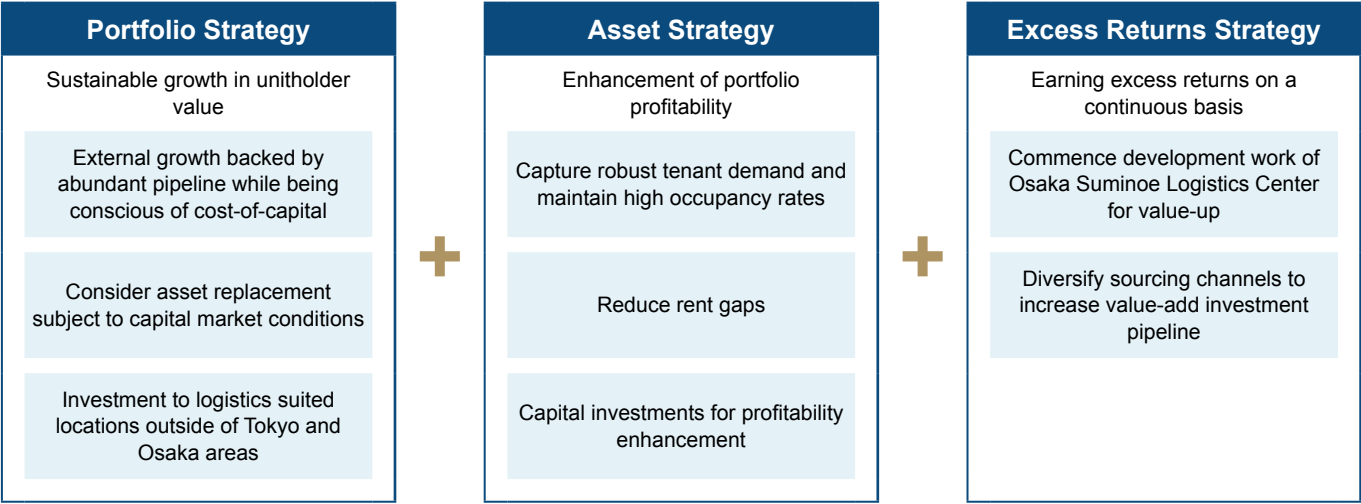 Portfolio Strategy
Sustainable growth in unitholder
value
External growth backed by
abundant pipeline while being
conscious of cost-of-capital
Consider asset replacement
subject to capital market conditions
Investment to logistics suited
locations outside of Tokyo and
Osaka areas
Asset Strategy
Enhancement of portfolio
profitability
Capture robust tenant demand and
maintain high occupancy rates
Reduce rent gaps
Capital investments for profitability
enhancement
Excess Returns Strategy
Earning excess returns on a
continuous basis
Commence development work of
Osaka Suminoe Logistics Center
for value-up
Diversify sourcing channels to
increase value-add investment
pipeline